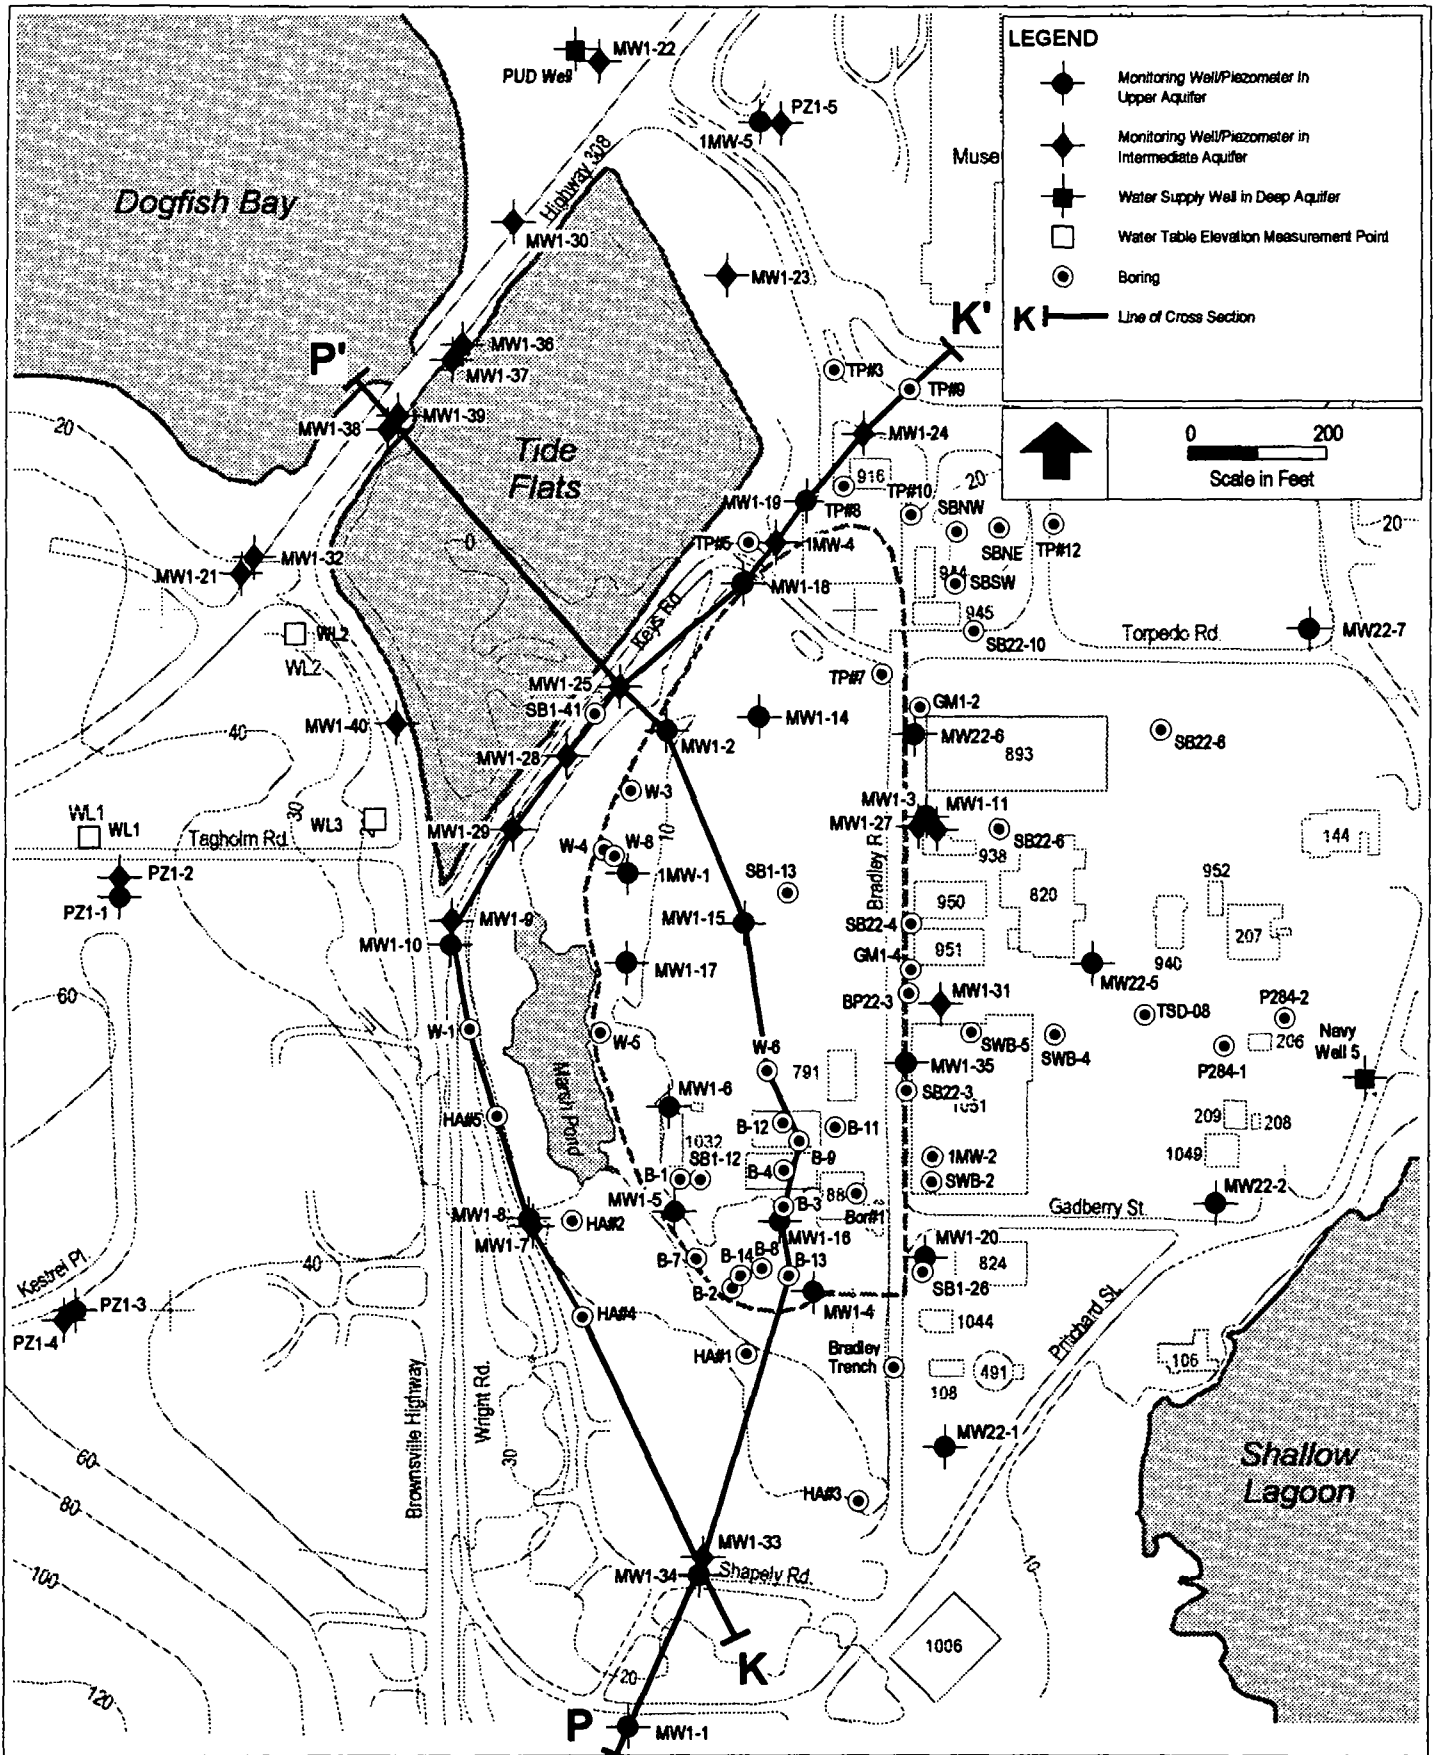 LEGEND
Monitoring Well/Piezometer in
Upper Aquifer
Monitoring Well/Piezometer in
Intermediate Aquifer
Water Supply Well in Deep Aquifer
Water Table Elevation Measurement Point
Boring
K
Line of Cross Section
0
200
Scale in Feet
MW1-22
PUD Well
PZ1-5
1MW-5
Muse
Highway 308
Dogfish Bay
MW1-30
MW1-23
K'
MW1-36
P'
MW1-37
TP#3
TP#9
MW1-39
MW1-38
20
MW1-24
Tide
Flats
916
20
TP#10
MW1-19
TP#8
SBNW
SBNE
TP#12
20
0
TP#5
1MW-4
MW1-32
MW1-21
944
SBSW
MW1-18
945
WL2
WL2
Keys Rd.
SB22-10
Torpedo Rd.
MW22-7
TP#7
MW1-25
SB1-41
GM1-2
MW1-14
MW1-40
40
MW1-2
MW22-6
893
SB22-8
MW1-28
W-3
30
MW1-3
MW1-11
WL1
WL1
WL3
MW1-27
Tagholm Rd.
MW1-29
10
SB22-6
144
W-4
W-8
938
PZ1-2
1MW-1
SB1-13
Bradley R
952
PZ1-1
950
820
MW1-9
MW1-15
SB22-4
207
MW1-10
951
940
GM1-4
MW1-17
MW22-5
60
BP22-3
MW1-31
TSD-08
P284-2
W-1
W-5
SWB-5
SWB-4
206
Navy
Well 5
W-6
791
P284-1
MW1-35
Marsh Pond
MW1-6
SB22-3
1051
HA#5
B-12
B-11
209
208
1032
B-9
1049
SB1-12
1MW-2
B-1
B-4
SWB-2
MW1-5
88
MW22-2
MW1-8
HA#2
B-3
Bor#1
Gadberry St.
MW1-7
MW1-16
MW1-20
B-8
B-7
B-14
B-13
824
Kestrel Pl.
40
B-2
SB1-26
MW1-4
PZ1-3
HA#4
1044
Pritchard St.
PZ1-4
HA#1
Bradley
Trench
106
491
108
Brownsville Highway
Wright Rd.
MW22-1
30
60
Shallow
Lagoon
HA#3
80
MW1-33
Shapely Rd.
10
MW1-34
100
1006
K
20
120
P
MW1-1